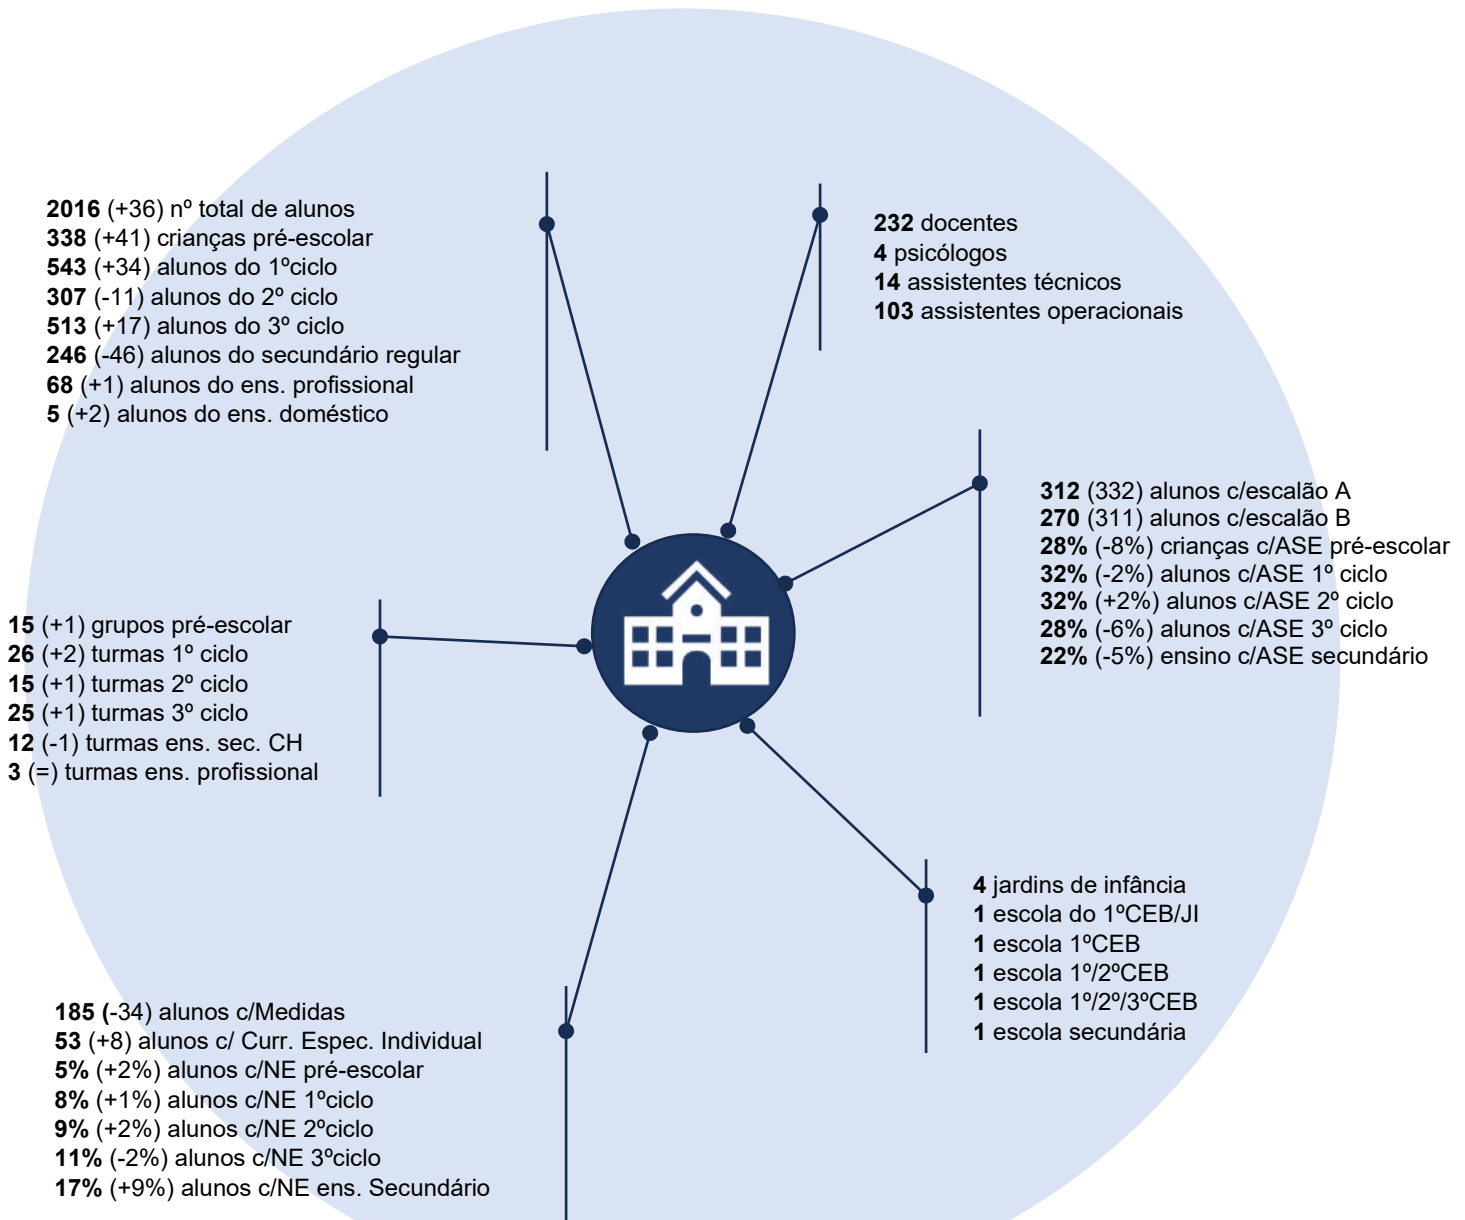 2016 (+36) nº total de alunos
338 (+41) crianças pré-escolar
543 (+34) alunos do 1ºciclo
307 (-11) alunos do 2º ciclo
513 (+17) alunos do 3º ciclo
246 (-46) alunos do secundário regular
68 (+1) alunos do ens. profissional
5 (+2) alunos do ens. doméstico
232 docentes
4 psicólogos
14 assistentes técnicos
103 assistentes operacionais
312 (332) alunos c/escalão A
270 (311) alunos c/escalão B
28% (-8%) crianças c/ASE pré-escolar
32% (-2%) alunos c/ASE 1º ciclo
32% (+2%) alunos c/ASE 2º ciclo
28% (-6%) alunos c/ASE 3º ciclo
22% (-5%) ensino c/ASE secundário
15 (+1) grupos pré-escolar
26 (+2) turmas 1º ciclo
15 (+1) turmas 2º ciclo
25 (+1) turmas 3º ciclo
12 (-1) turmas ens. sec. CH
3 (=) turmas ens. profissional
4 jardins de infância
1 escola do 1ºCEB/JI
1 escola 1ºCEB
1 escola 1º/2ºCEB
1 escola 1º/2º/3ºCEB
1 escola secundária
185 (-34) alunos c/Medidas
53 (+8) alunos c/ Curr. Espec. Individual
5% (+2%) alunos c/NE pré-escolar
8% (+1%) alunos c/NE 1ºciclo
9% (+2%) alunos c/NE 2ºciclo
11% (-2%) alunos c/NE 3ºciclo
17% (+9%) alunos c/NE ens. Secundário